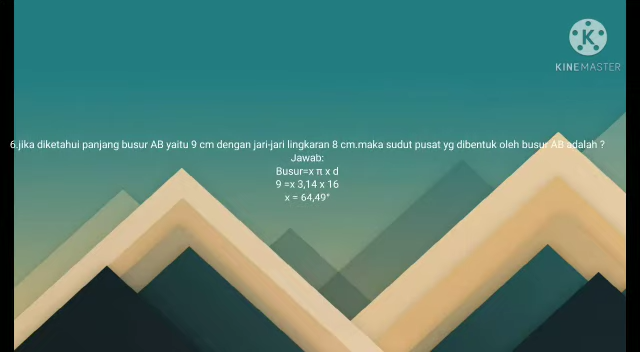 KINEMASTER
6.jika diketahui panjang busur AB yaitu 9 cm dengan jari-jari lingkaran 8 cm.maka sudut pusat yg dibentuk oleh busur AB adalah ?
Jawab:
Busur=x π x d
9 =x 3,14 x 16
x = 64,49°